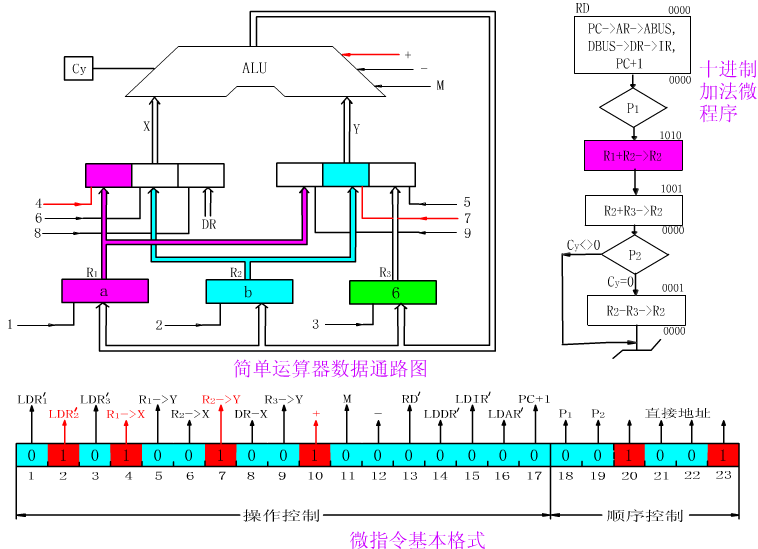 ALU
Cy
+
-
M
X
Y
4
6
8
DR
5
7
9
R1
a
R2
b
R3
6
1
2
3
简单运算器数据通路图
RD 0000
PC->AR->ABUS,
DBUS->DR->IR,
PC+1
0000
P1
1010
R1+R2->R2
1001
R2+R3->R2
0000
Cy<>0
P2
Cy=0
0001
R2-R3->R2
0000
十进制
加法微
程序
LDR1' LDR2' LDR3' R1->X R1->Y R2->X R2->Y DR-X R3->Y + M - RD' LDDR' LDIR' LDAR' PC+1 P1 P2 直接地址
0 1 0 1 0 0 1 0 0 1 0 0 0 0 0 0 0 0 0 1 0 0 1
1 2 3 4 5 6 7 8 9 10 11 12 13 14 15 16 17 18 19 20 21 22 23
操作控制 顺序控制
微指令基本格式